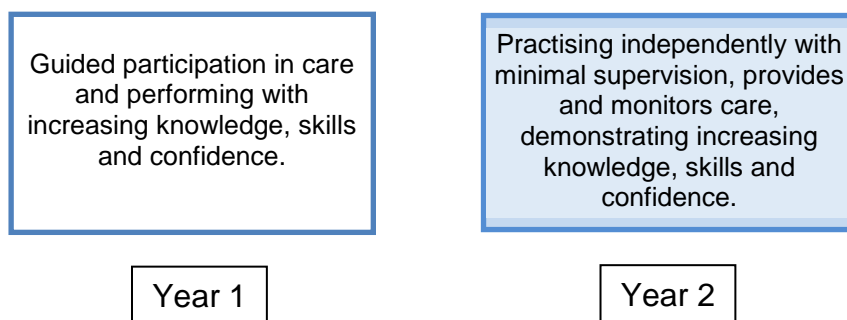 Guided participation in care
and performing with
increasing knowledge, skills
and confidence.
Year 1
Practising independently with
minimal supervision, provides
and monitors care,
demonstrating increasing
knowledge, skills and
confidence.
Year 2